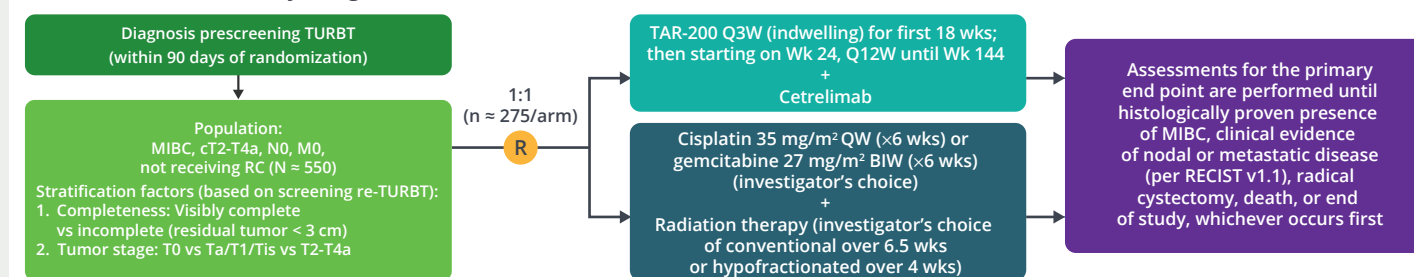 Diagnosis prescreening TURBT
(within 90 days of randomization)
Population:
MIBC, cT2-T4a, N0, M0,
not receiving RC (N ≈ 550)
Stratification factors (based on screening re-TURBT):
1. Completeness: Visibly complete
vs incomplete (residual tumor < 3 cm)
2. Tumor stage: T0 vs Ta/T1/Tis vs T2-T4a
1:1
(n ≈ 275/arm)
R
TAR-200 Q3W (indwelling) for first 18 wks;
then starting on Wk 24, Q12W until Wk 144
+
Cetrelimab
Cisplatin 35 mg/m² QW (×6 wks) or
gemcitabine 27 mg/m² BIW (×6 wks)
(investigator's choice)
+
Radiation therapy (investigator's choice
of conventional over 6.5 wks
or hypofractionated over 4 wks)
Assessments for the primary
end point are performed until
histologically proven presence
of MIBC, clinical evidence
of nodal or metastatic disease
(per RECIST v1.1), radical
cystectomy, death, or end
of study, whichever occurs first